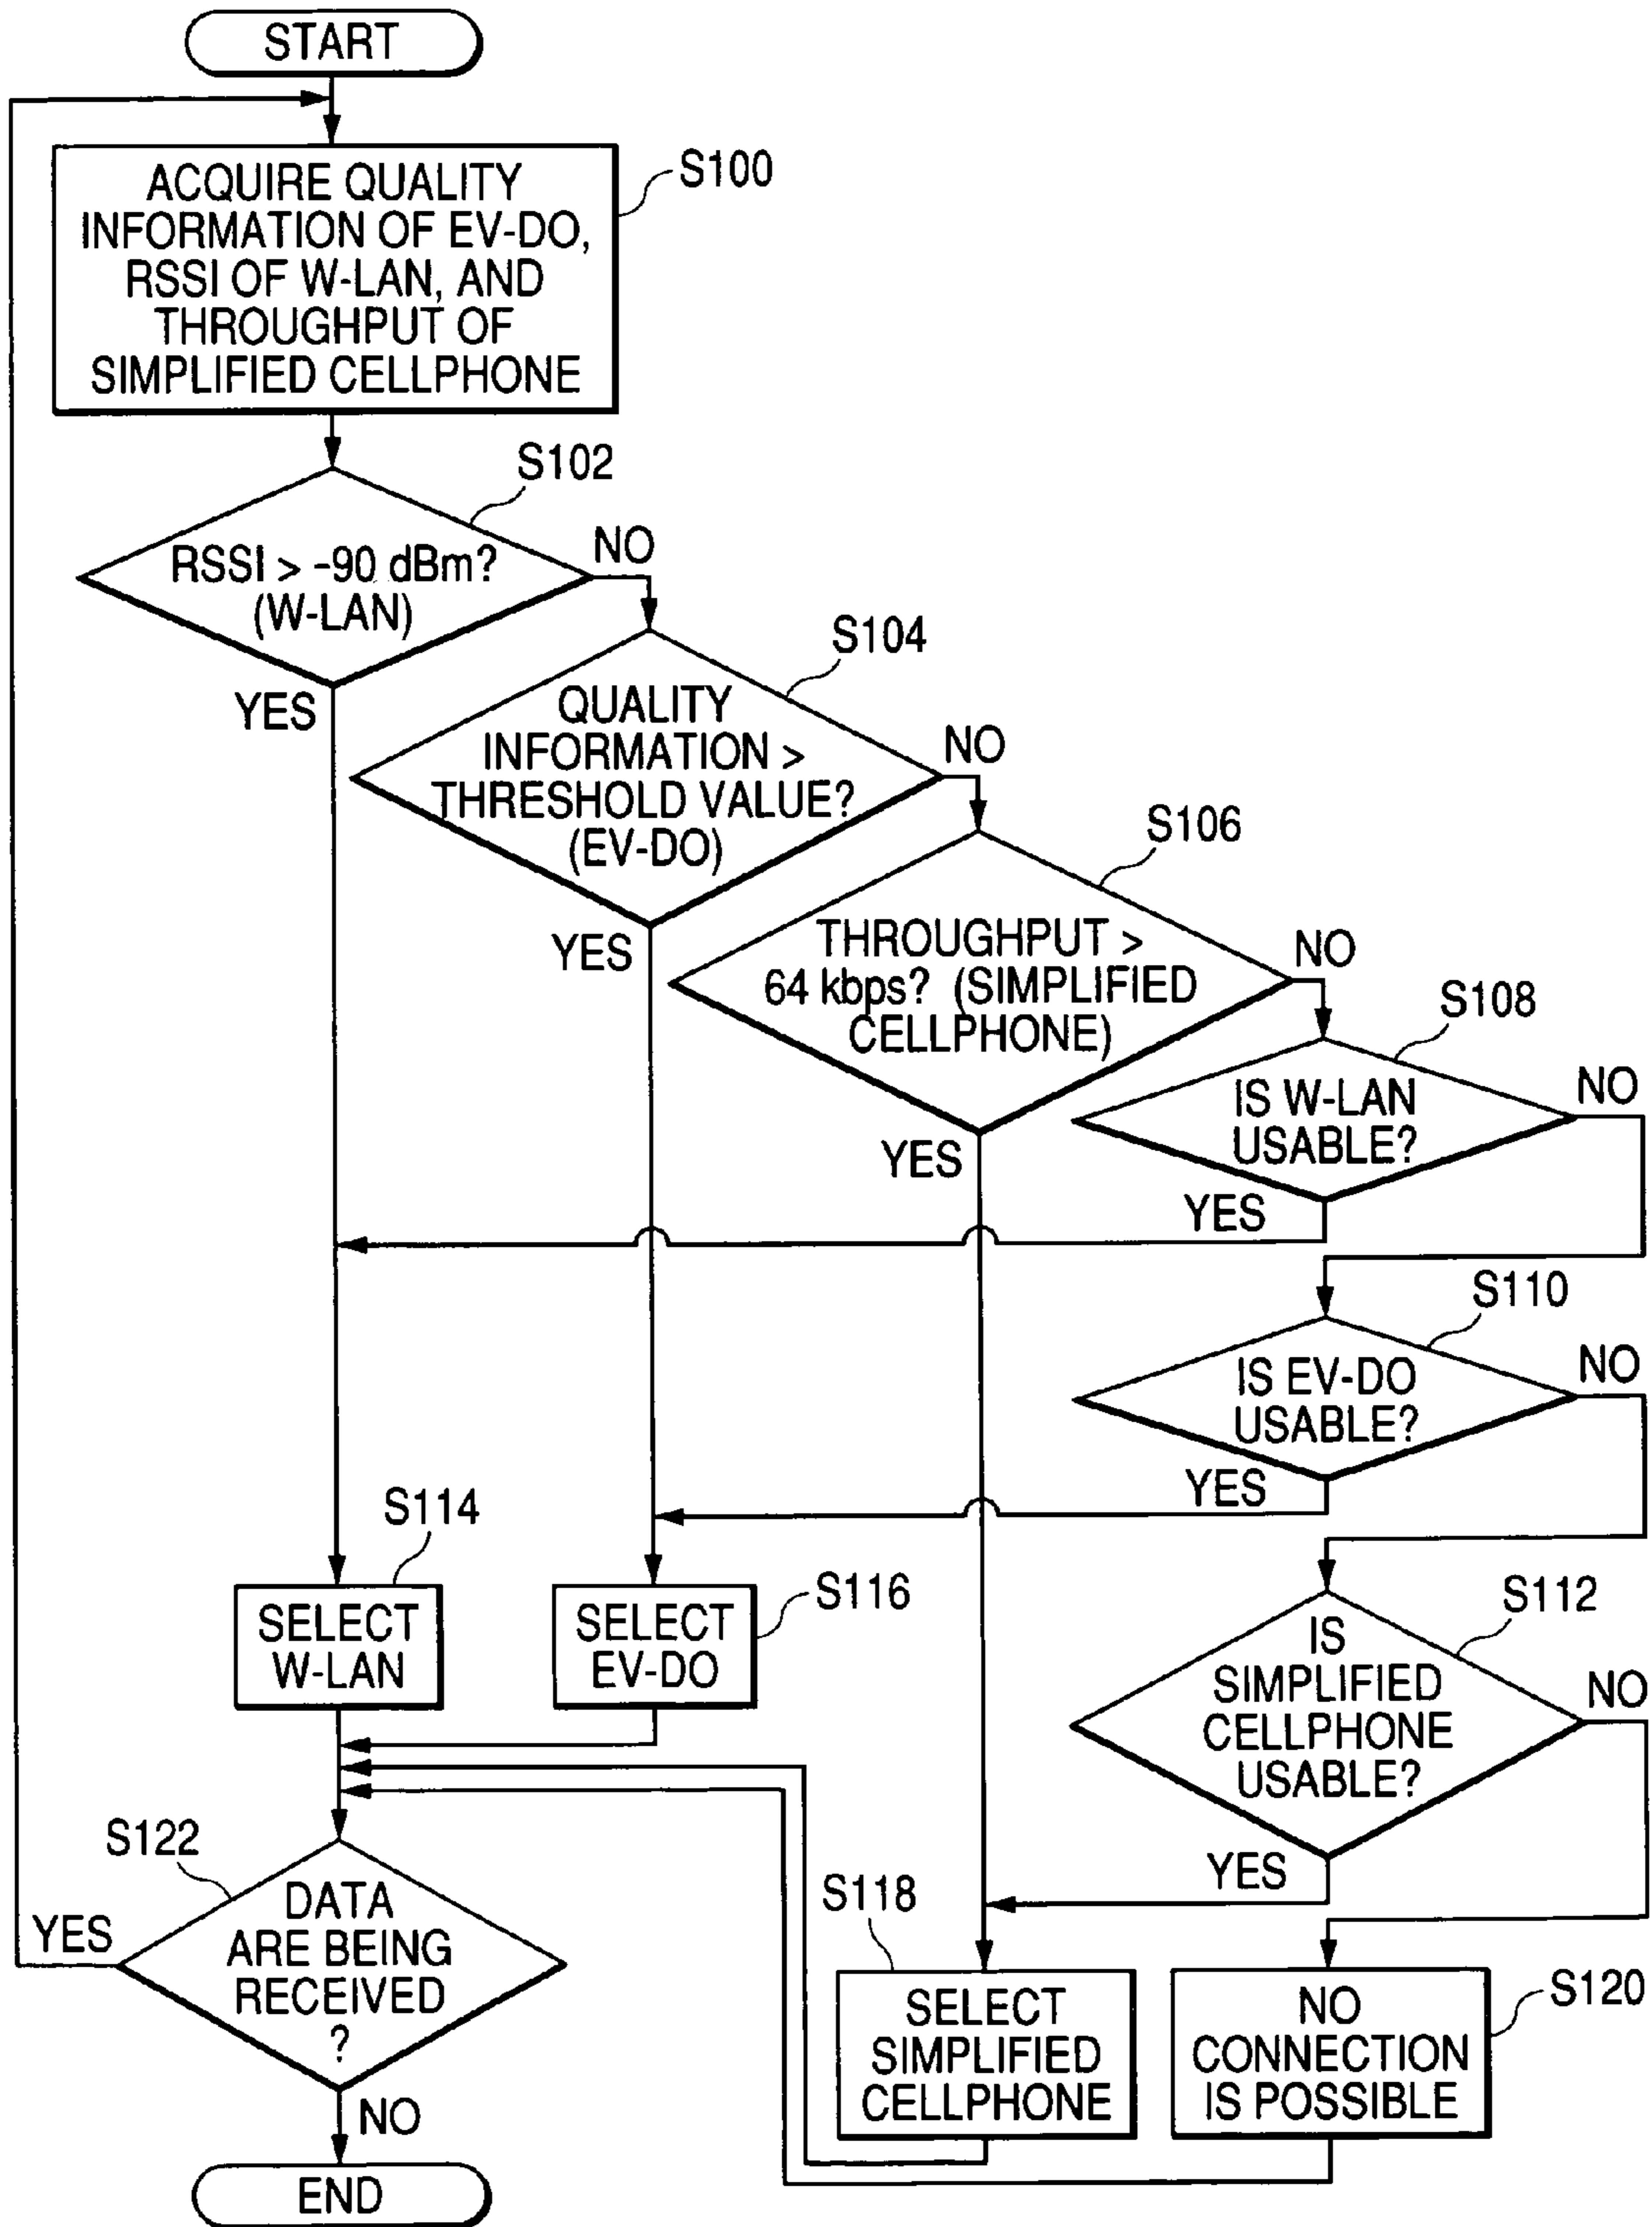 START
ACQUIRE QUALITY
INFORMATION OF EV-DO,
RSSI OF W-LAN, AND
THROUGHPUT OF
SIMPLIFIED CELLPHONE
S100
S102
RSSI > -90 dBm?
(W-LAN)
NO
YES
S104
QUALITY
INFORMATION >
THRESHOLD VALUE?
(EV-DO)
NO
YES
S106
THROUGHPUT >
64 kbps? (SIMPLIFIED
CELLPHONE)
NO
YES
S108
IS W-LAN
USABLE?
NO
YES
S110
IS EV-DO
USABLE?
NO
YES
S112
IS
SIMPLIFIED
CELLPHONE
USABLE?
NO
YES
S114
SELECT
W-LAN
S116
SELECT
EV-DO
S118
SELECT
SIMPLIFIED
CELLPHONE
S120
NO
CONNECTION
IS POSSIBLE
S122
DATA
ARE BEING
RECEIVED
?
YES
NO
END